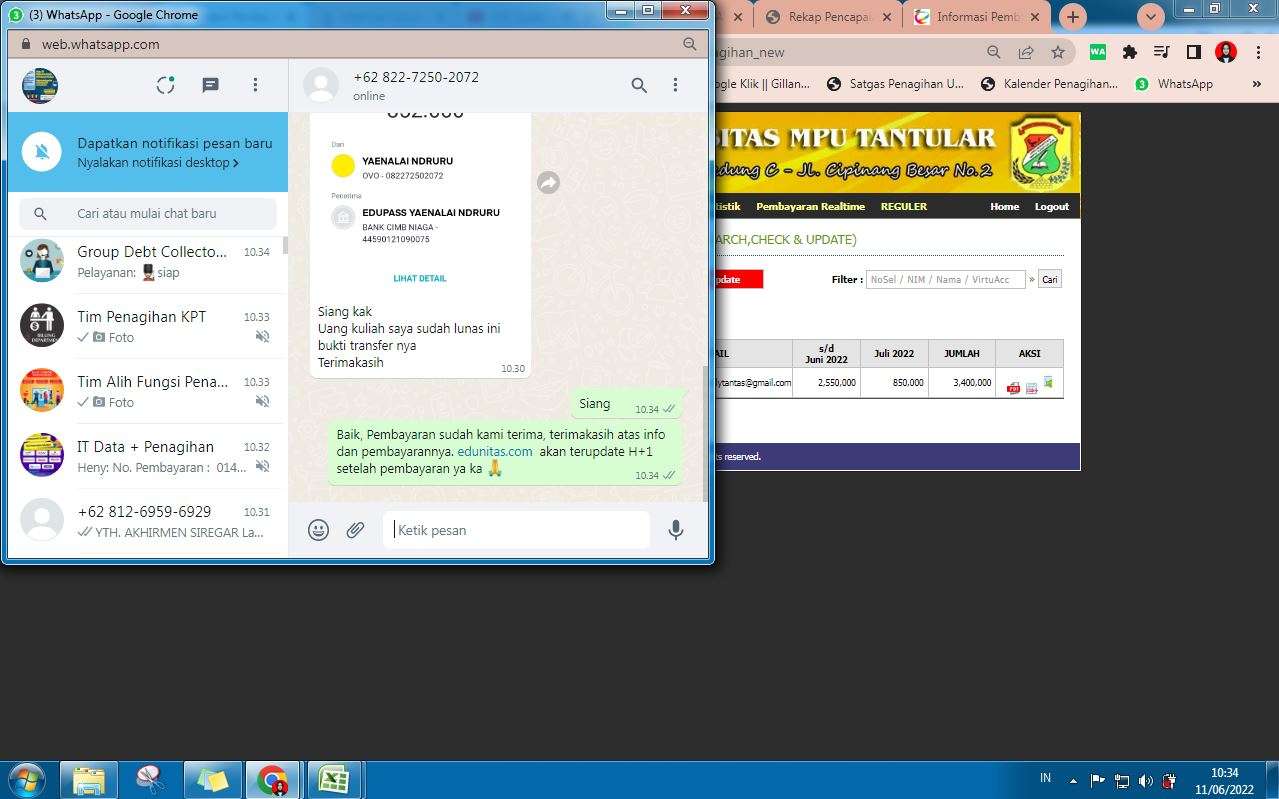 (3) WhatsApp - Google Chrome
web.whatsapp.com
Dapatkan notifikasi pesan baru
Nyalakan notifikasi desktop >
Cari atau mulai chat baru
Group Debt Collecto... 10.34
Pelayanan: siap
Tim Penagihan KPT 10.33
Foto
Tim Alih Fungsi Pena... 10.33
Foto
IT Data + Penagihan 10.32
Heny: No. Pembayaran : 014...
+62 812-6959-6929 10.31
YTH. AKHIRMEN SIREGAR La...
+62 822-7250-2072
online
Dari
YAENALAI NDRURU
OVO - 082272502072
Penerima
EDUPASS YAENALAI NDRURU
BANK CIMB NIAGA -
44590121090075
LIHAT DETAIL
Siang kak
Uang kuliah saya sudah lunas ini
bukti transfer nya
Terimakasih
10.30
Siang 10.34
Baik, Pembayaran sudah kami terima, terimakasih atas info
dan pembayarannya. edunitas.com akan terupdate H+1
setelah pembayaran ya ka
10.34
Ketik pesan
Rekap Pencapai
Informasi Pemb
agihan_new
WA
ogle Klik || Gillan...
Satgas Penagihan U...
Kalender Penagihan...
3 WhatsApp
»
SITAS MPU TANTULAR
edung C - JL. Cipinang Besar No.2
tistik Pembayaran Realtime REGULER Home Logout
ARCH,CHECK & UPDATE)
pdate
Filter : NoSel / NIM / Nama / VirtuAcc » Cari
AIL s/d Juni 2022 Juli 2022 JUMLAH AKSI
lytantas@gmail.com 2,550,000 850,000 3,400,000
ts reserved.
IN
10:34
11/06/2022